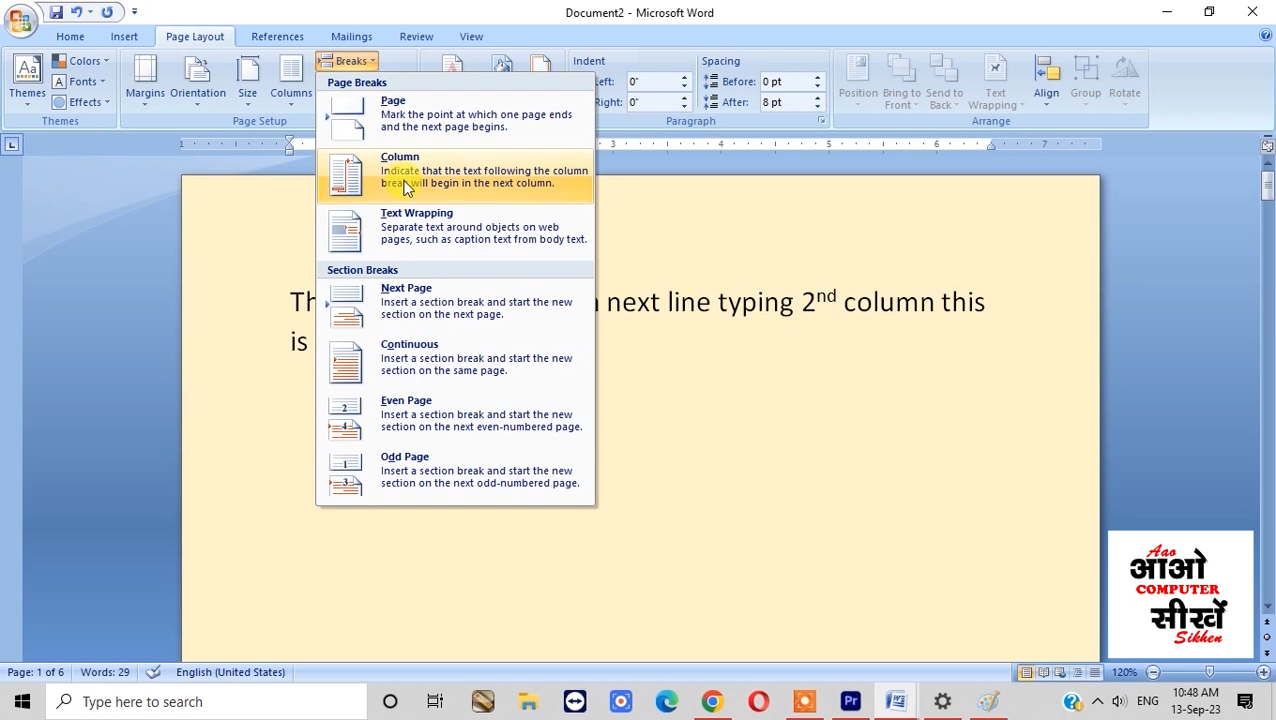 Document2 - Microsoft Word
Home Insert Page Layout References Mailings Review View
Themes
Colors
Fonts
Effects
Themes
Margins
Orientation
Size
Columns
Breaks
Page Setup
Indent
Left: 0"
Right: 0"
Spacing
Before: 0 pt
After: 8 pt
Paragraph
Position
Bring to
Front
Send to
Back
Text
Wrapping
Align
Group
Rotate
Arrange
Page Breaks
Page
Mark the point at which one page ends
and the next page begins.
Column
Indicate that the text following the column
break will begin in the next column.
Text Wrapping
Separate text around objects on web
pages, such as caption text from body text.
Section Breaks
Next Page
Insert a section break and start the new
section on the next page.
Continuous
Insert a section break and start the new
section on the same page.
Even Page
Insert a section break and start the new
section on the next even-numbered page.
Odd Page
Insert a section break and start the new
section on the next odd-numbered page.
1 4 5 6 7
next line typing 2nd column this
is
Aao
आओ
COMPUTER
सीखें
Sikhen
Page: 1 of 6 Words: 29 English (United States) 120%
Type here to search
Pr
ENG
10:48 AM
13-Sep-23